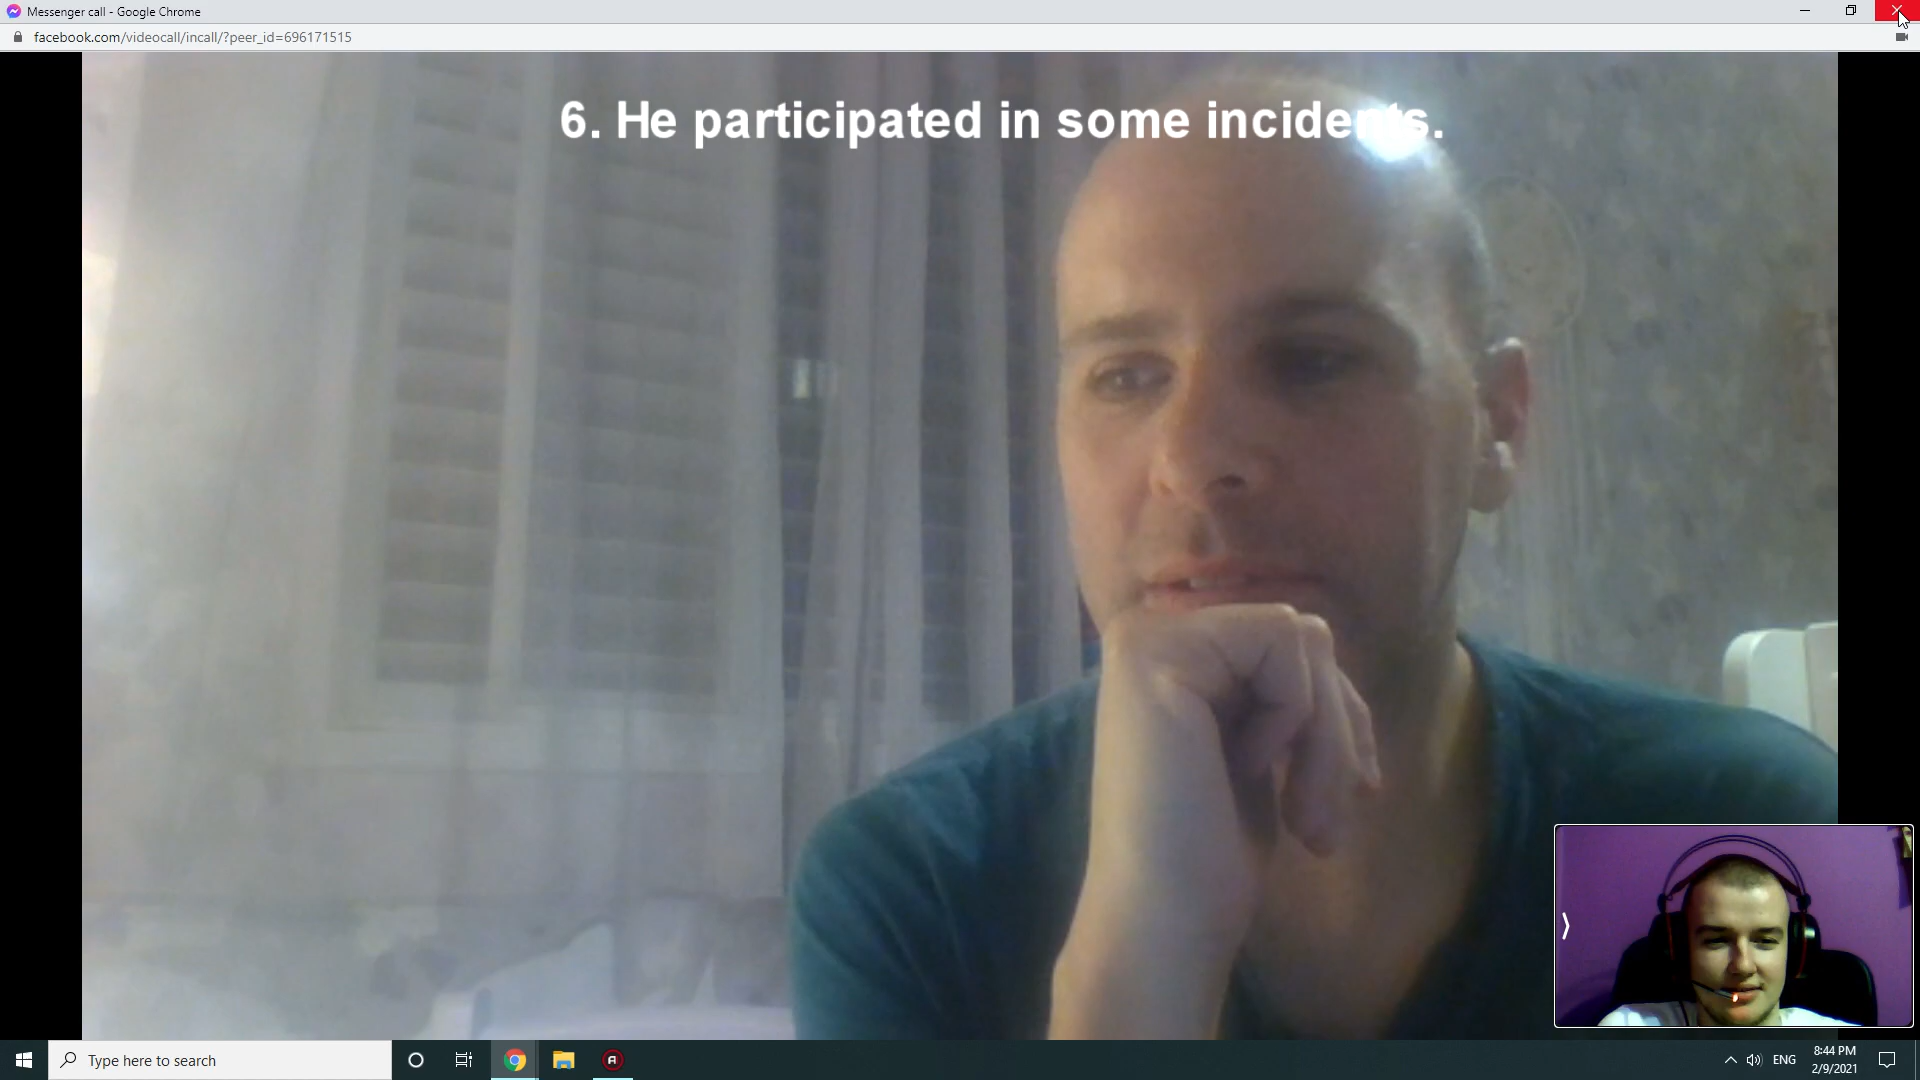 Messenger call - Google Chrome
facebook.com/videocall/incall/?peer_id=696171515
6. He participated in some incidents.
Type here to search
ENG
8:44 PM
2/9/2021